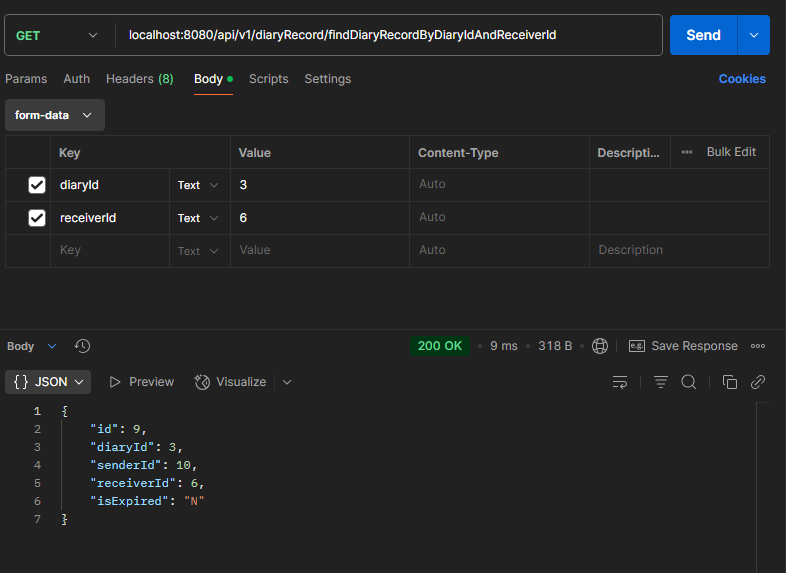 GET localhost:8080/api/v1/diaryRecord/findDiaryRecordByDiaryIdAndReceiverId Send
Params Auth Headers (8) Body Scripts Settings Cookies
form-data
Key Value Content-Type Descripti... Bulk Edit
diaryId Text 3 Auto
receiverId Text 6 Auto
Key Text Value Auto Description
Body 200 OK 9 ms 318 B e.g. Save Response
{} JSON Preview Visualize
1 {
2 "id": 9,
3 "diaryId": 3,
4 "senderId": 10,
5 "receiverId": 6,
6 "isExpired": "N"
7 }